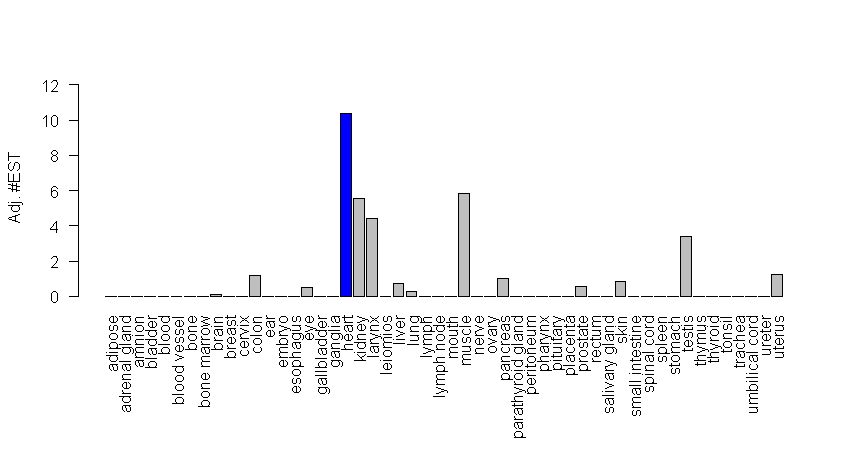 Adj. #EST
12
10
8
6
4
2
0
adipose
adrenal gland
amnion
bladder
blood
blood vessel
bone
bone marrow
brain
breast
cervix
colon
ear
embryo
esophagus
eye
gallbladder
ganglia
heart
kidney
larynx
leiomios
liver
lung
lymph
lymph node
mouth
muscle
nerve
ovary
pancreas
parathyroid gland
peritoneum
pharynx
pituitary
placenta
prostate
rectum
salivary gland
skin
small intestine
spinal cord
spleen
stomach
testis
thymus
thyroid
tonsil
trachea
umbilical cord
ureter
uterus